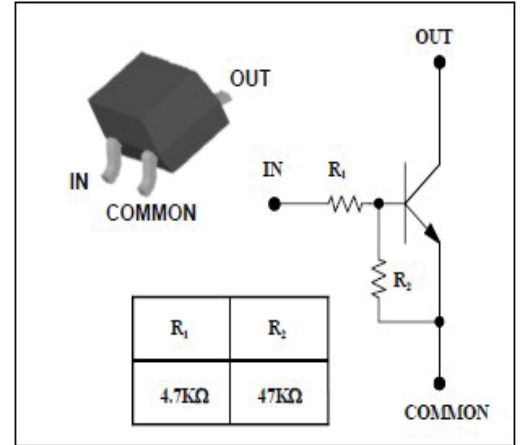 OUT
IN
COMMON
OUT
IN
R₁
R₂
COMMON
R₁ R₂
4.7KΩ 47KΩ